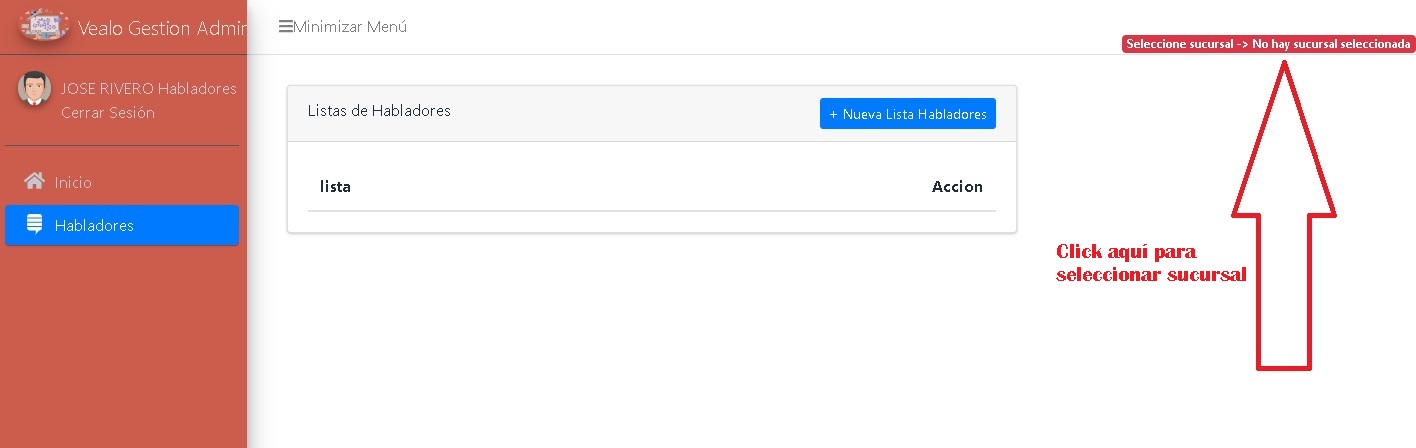 Vealo Gestion Admin
Minimizar Menú
Seleccione sucursal -> No hay sucursal seleccionada
JOSE RIVERO Habladores
Cerrar Sesión
Listas de Habladores
+ Nueva Lista Habladores
Inicio
lista Accion
Habladores
Click aquí para
seleccionar sucursal